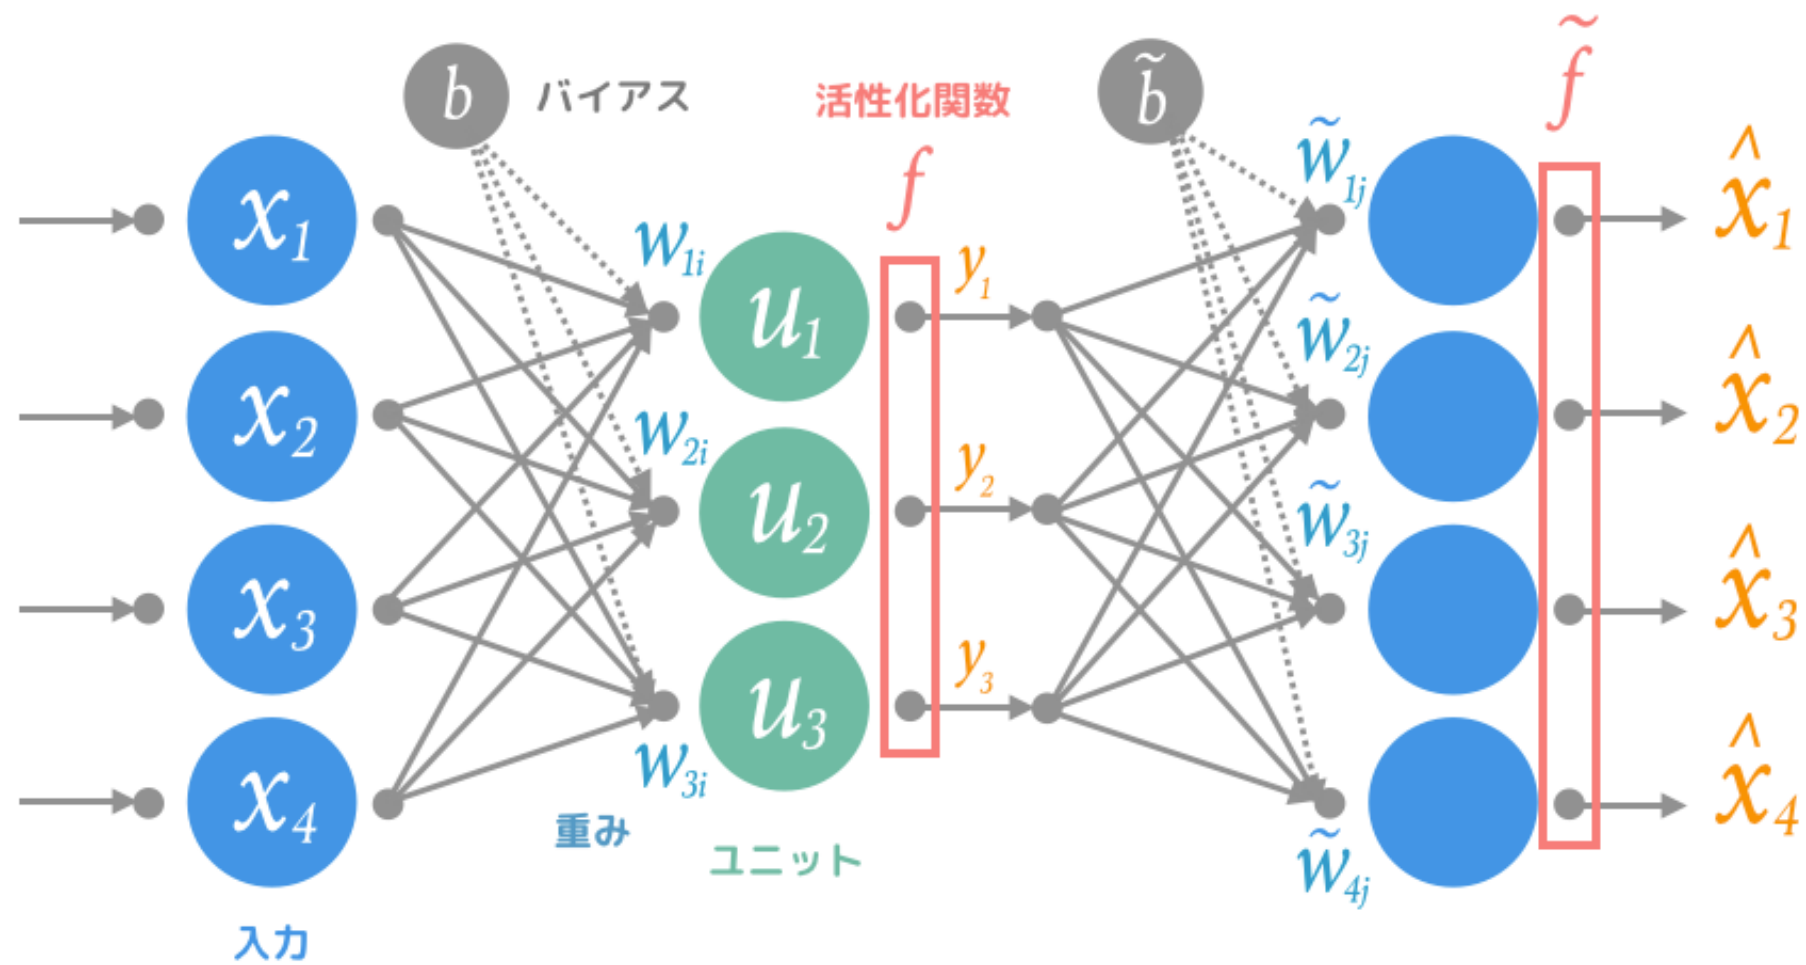 b
バイアス
活性化関数
f
b̃
f̃
x₁
x₂
x₃
x₄
入力
w₁ᵢ
w₂ᵢ
w₃ᵢ
重み
u₁
u₂
u₃
ユニット
y₁
y₂
y₃
w̃₁ⱼ
w̃₂ⱼ
w̃₃ⱼ
w̃₄ⱼ
x̂₁
x̂₂
x̂₃
x̂₄